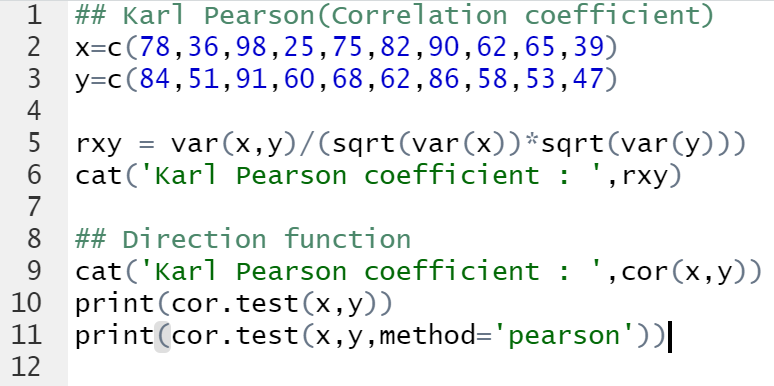 1 ## Karl Pearson(Correlation coefficient)
2 x=c(78,36,98,25,75,82,90,62,65,39)
3 y=c(84,51,91,60,68,62,86,58,53,47)
4
5 rxy = var(x,y)/(sqrt(var(x))*sqrt(var(y)))
6 cat('Karl Pearson coefficient : ',rxy)
7
8 ## Direction function
9 cat('Karl Pearson coefficient : ',cor(x,y))
10 print(cor.test(x,y))
11 print(cor.test(x,y,method='pearson'))
12